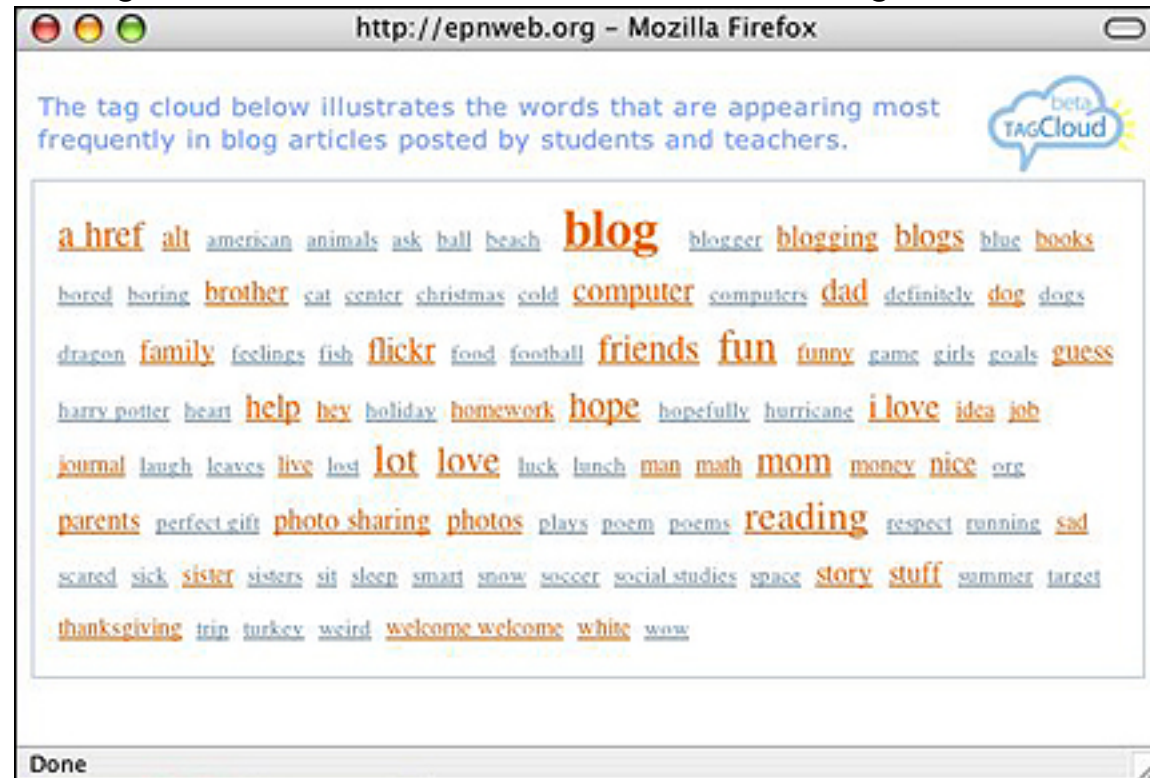 http://epnweb.org – Mozilla Firefox
The tag cloud below illustrates the words that are appearing most
frequently in blog articles posted by students and teachers.
beta
TAGCloud
a href alt american animals ask ball beach blog blogger blogging blogs blue books
bored boring brother cat center christmas cold computer computers dad definitely dog dogs
dragon family feelings fish flickr food football friends fun funny game girls goals guess
harry potter heart help hey holiday homework hope hopefully hurricane i love idea job
journal laugh leaves live lost lot love luck lunch man math mom money nice org
parents perfect gift photo sharing photos plays poem poems reading respect running sad
scared sick sister sisters sit sleep smart snow soccer social studies space story stuff summer target
thanksgiving trip turkey weird welcome welcome white wow
Done